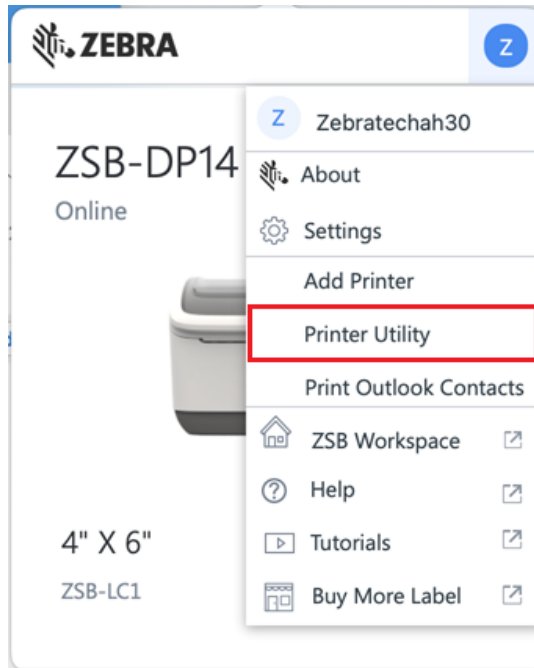 ZEBRA
Z
Z Zebratechah30
ZSB-DP14
About
Online
Settings
Add Printer
Printer Utility
Print Outlook Contacts
ZSB Workspace
Help
Tutorials
4" X 6"
ZSB-LC1
Buy More Label